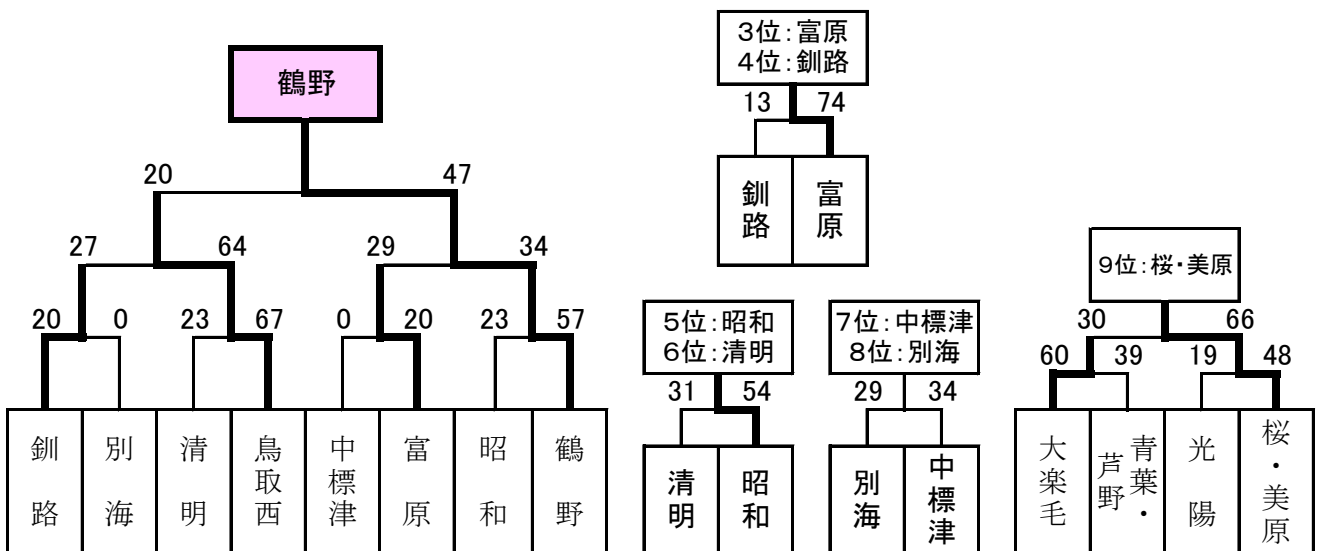 鶴野
20 47
27 64 29 34
20 0 23 67 0 20 23 57
釧路
別海
清明
鳥取西
中標津
富原
昭和
鶴野
3位:富原
4位:釧路
13 74
釧路
富原
5位:昭和
6位:清明
31 54
清明
昭和
7位:中標津
8位:別海
29 34
別海
中標津
9位:桜・美原
30 66
60 39 19 48
大楽毛
青葉・
芦野
光陽
桜・美原